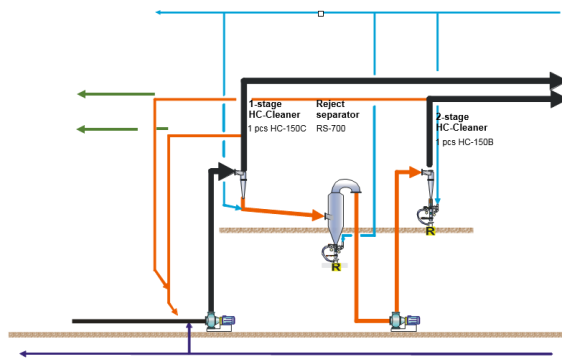 1-stage
HC-Cleaner
1 pcs HC-150C
Reject
separator
RS-700
2-stage
HC-Cleaner
1 pcs HC-150B
R
R